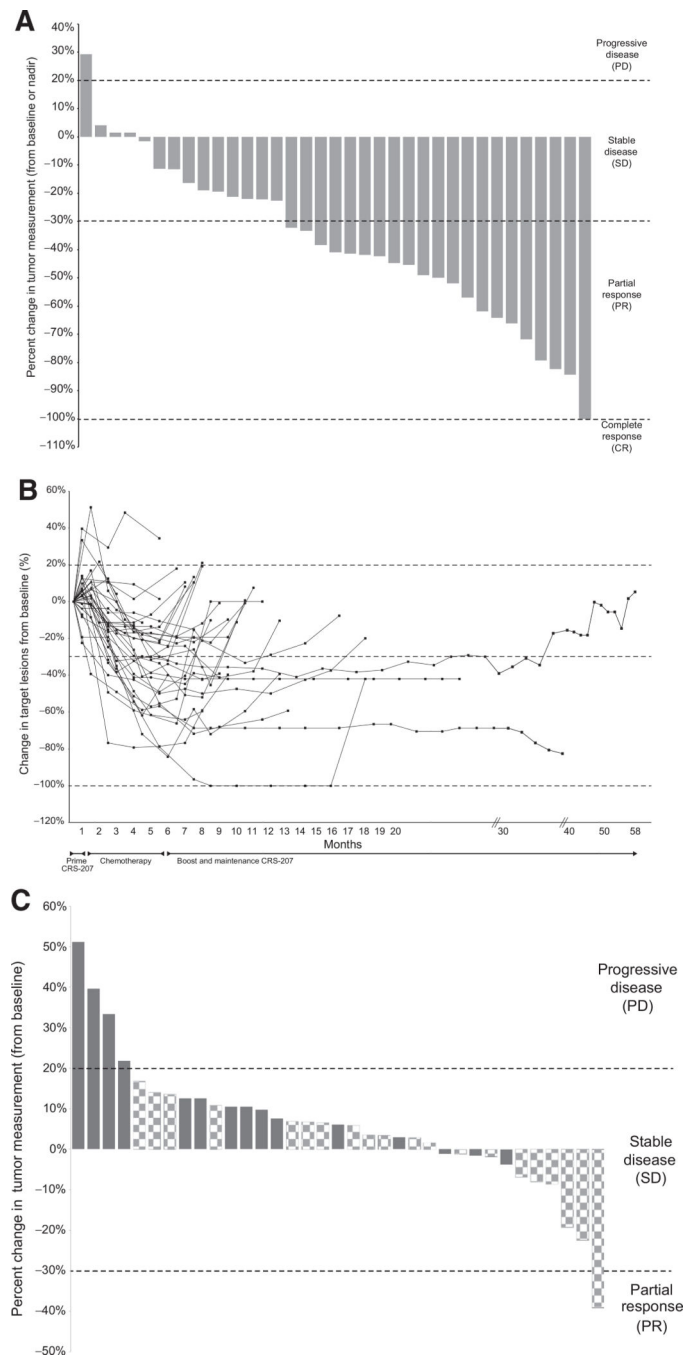 A
Percent change in tumor measurement (from baseline or nadir)
40%
30%
20%
10%
0%
–10%
–20%
–30%
–40%
–50%
–60%
–70%
–80%
–90%
–100%
–110%
Progressive
disease
(PD)
Stable
disease
(SD)
Partial
response
(PR)
Complete
response
(CR)
B
Change in target lesions from baseline (%)
60%
40%
20%
0%
–20%
–40%
–60%
–80%
–100%
–120%
1 2 3 4 5 6 7 8 9 10 11 12 13 14 15 16 17 18 19 20 30 40 50 58
Months
Prime
CRS-207
Chemotherapy
Boost and maintenance CRS-207
C
Percent change in tumor measurement (from baseline)
60%
50%
40%
30%
20%
10%
0%
–10%
–20%
–30%
–40%
–50%
Progressive
disease
(PD)
Stable
disease
(SD)
Partial
response
(PR)